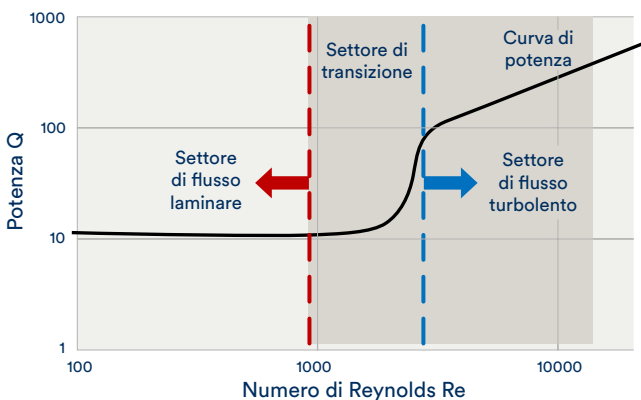 1000
100
10
1
Potenza Q
Settore di
transizione
Curva di
potenza
Settore
di flusso
laminare
Settore
di flusso
turbolento
100
1000
10000
Numero di Reynolds Re